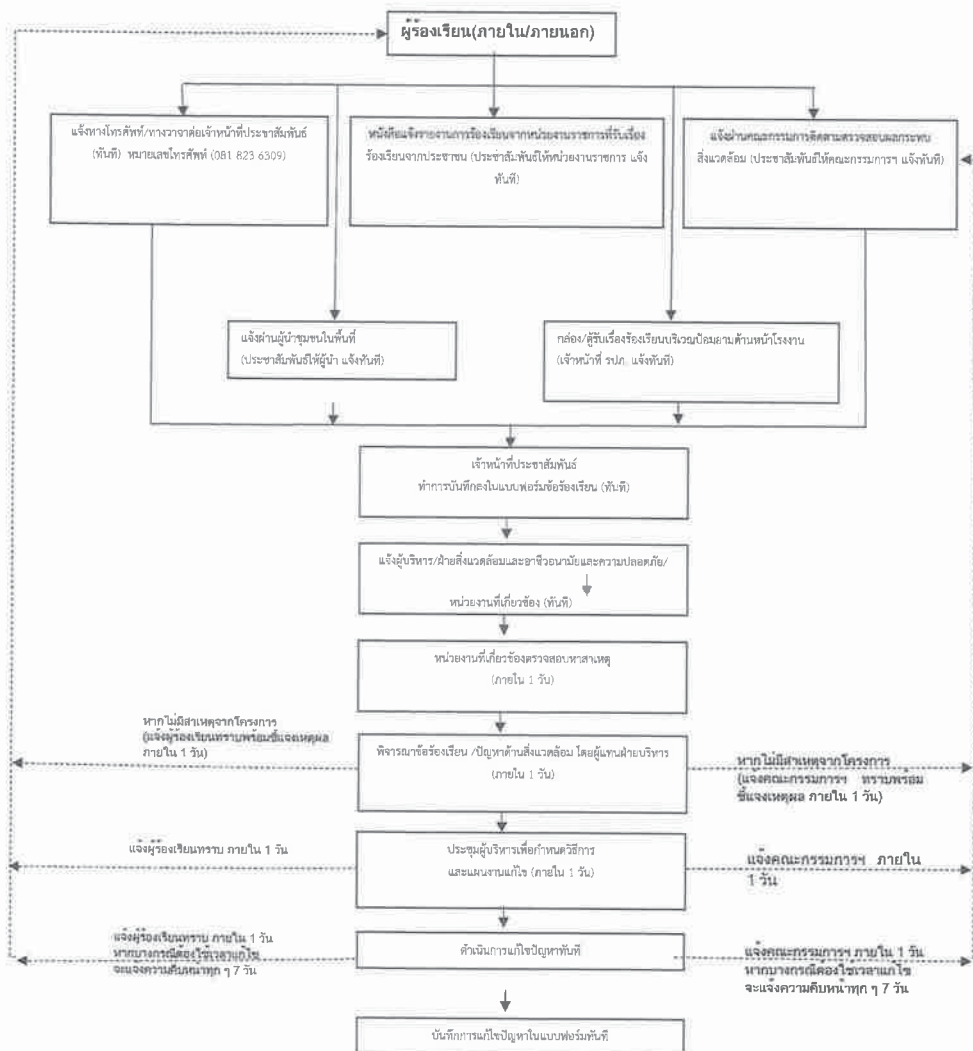 ผู้ร้องเรียน(ภายใน/ภายนอก)
แจ้งทางโทรศัพท์/ทางวาจาต่อเจ้าหน้าที่ประชาสัมพันธ์
(ทันที) หมายเลขโทรศัพท์ (081 823 6309)
หนังสือแจ้งรายงานการร้องเรียนจากหน่วยงานราชการที่รับเรื่อง
ร้องเรียนจากประชาชน (ประชาสัมพันธ์ให้หน่วยงานราชการ แจ้ง
ทันที)
แจ้งผ่านคณะกรรมการติดตามตรวจสอบผลกระทบ
สิ่งแวดล้อม (ประชาสัมพันธ์ให้คณะกรรมการฯ แจ้งทันที)
แจ้งผ่านผู้นำชุมชนในพื้นที่
(ประชาสัมพันธ์ให้ผู้นำ แจ้งทันที)
กล่อง/ตู้รับเรื่องร้องเรียนบริเวณป้อมยามด้านหน้าโรงงาน
(เจ้าหน้าที่ รปภ. แจ้งทันที)
เจ้าหน้าที่ประชาสัมพันธ์
ทำการบันทึกลงในแบบฟอร์มข้อร้องเรียน (ทันที)
แจ้งผู้บริหาร/ฝ่ายสิ่งแวดล้อมและอาชีวอนามัยและความปลอดภัย/
หน่วยงานที่เกี่ยวข้อง (ทันที)
หน่วยงานที่เกี่ยวข้องตรวจสอบหาสาเหตุ
(ภายใน 1 วัน)
หากไม่มีสาเหตุจากโครงการ
(แจ้งผู้ร้องเรียนทราบพร้อมชี้แจงเหตุผล
ภายใน 1 วัน)
พิจารณาข้อร้องเรียน /ปัญหาด้านสิ่งแวดล้อม โดยผู้แทนฝ่ายบริหาร
(ภายใน 1 วัน)
หากไม่มีสาเหตุจากโครงการ
(แจ้งคณะกรรมการฯ ทราบพร้อม
ชี้แจงเหตุผล ภายใน 1 วัน)
แจ้งผู้ร้องเรียนทราบ ภายใน 1 วัน
ประชุมผู้บริหารเพื่อกำหนดวิธีการ
และแผนงานแก้ไข (ภายใน 1 วัน)
แจ้งคณะกรรมการฯ ภายใน
1 วัน
แจ้งผู้ร้องเรียนทราบ ภายใน 1 วัน
หากบางกรณีต้องใช้เวลาแก้ไข
จะแจ้งความคืบหน้าทุก ๆ 7 วัน
ดำเนินการแก้ไขปัญหาทันที
แจ้งคณะกรรมการฯ ภายใน 1 วัน
หากบางกรณีต้องใช้เวลาแก้ไข
จะแจ้งความคืบหน้าทุก ๆ 7 วัน
บันทึกการแก้ไขปัญหาในแบบฟอร์มทันที